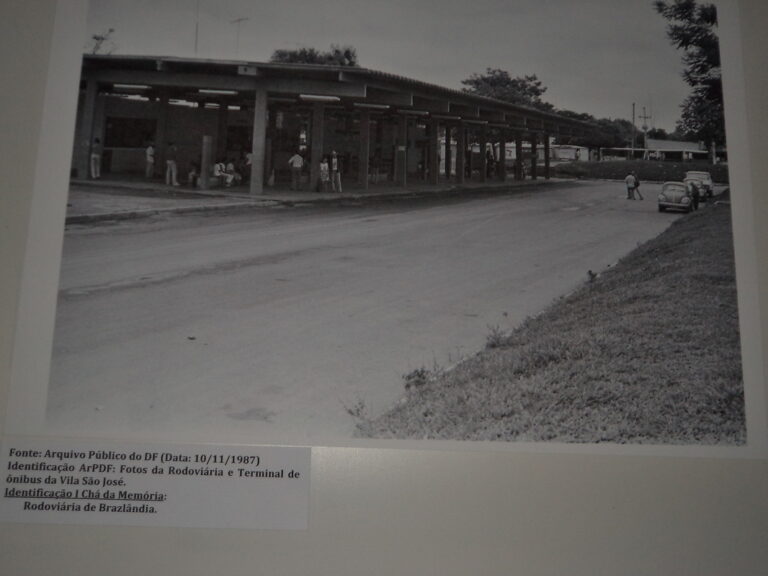 Fonte: Arquivo Público do DF (Data: 10/11/1987)
Identificação ArPDF: Fotos da Rodoviária e Terminal de
ônibus da Vila São José.
Identificação I Chá da Memória:
Rodoviária de Brazlândia.